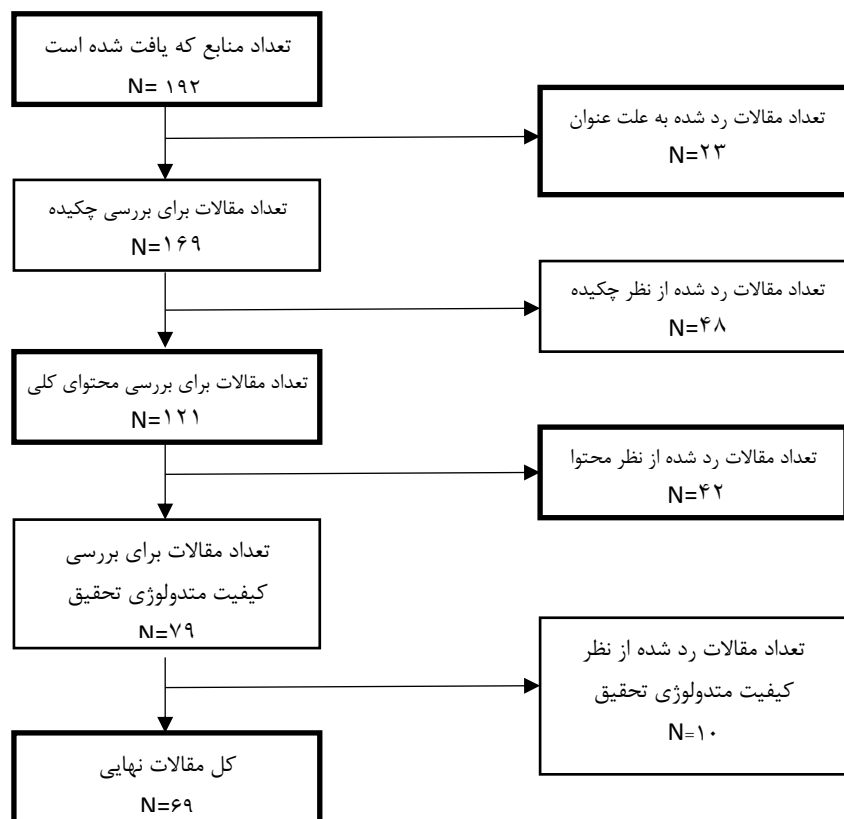 تعداد منابع که یافت شده است
N= ۱۹۲
تعداد مقالات رد شده به علت عنوان
N=۲۳
تعداد مقالات برای بررسی چکیده
N=۱۶۹
تعداد مقالات رد شده از نظر چکیده
N=۴۸
تعداد مقالات برای بررسی محتوای کلی
N=۱۲۱
تعداد مقالات رد شده از نظر محتوا
N=۴۲
تعداد مقالات برای بررسی
کیفیت متدولوژی تحقیق
N=۷۹
تعداد مقالات رد شده از نظر
کیفیت متدولوژی تحقیق
N=۱۰
کل مقالات نهایی
N=۶۹